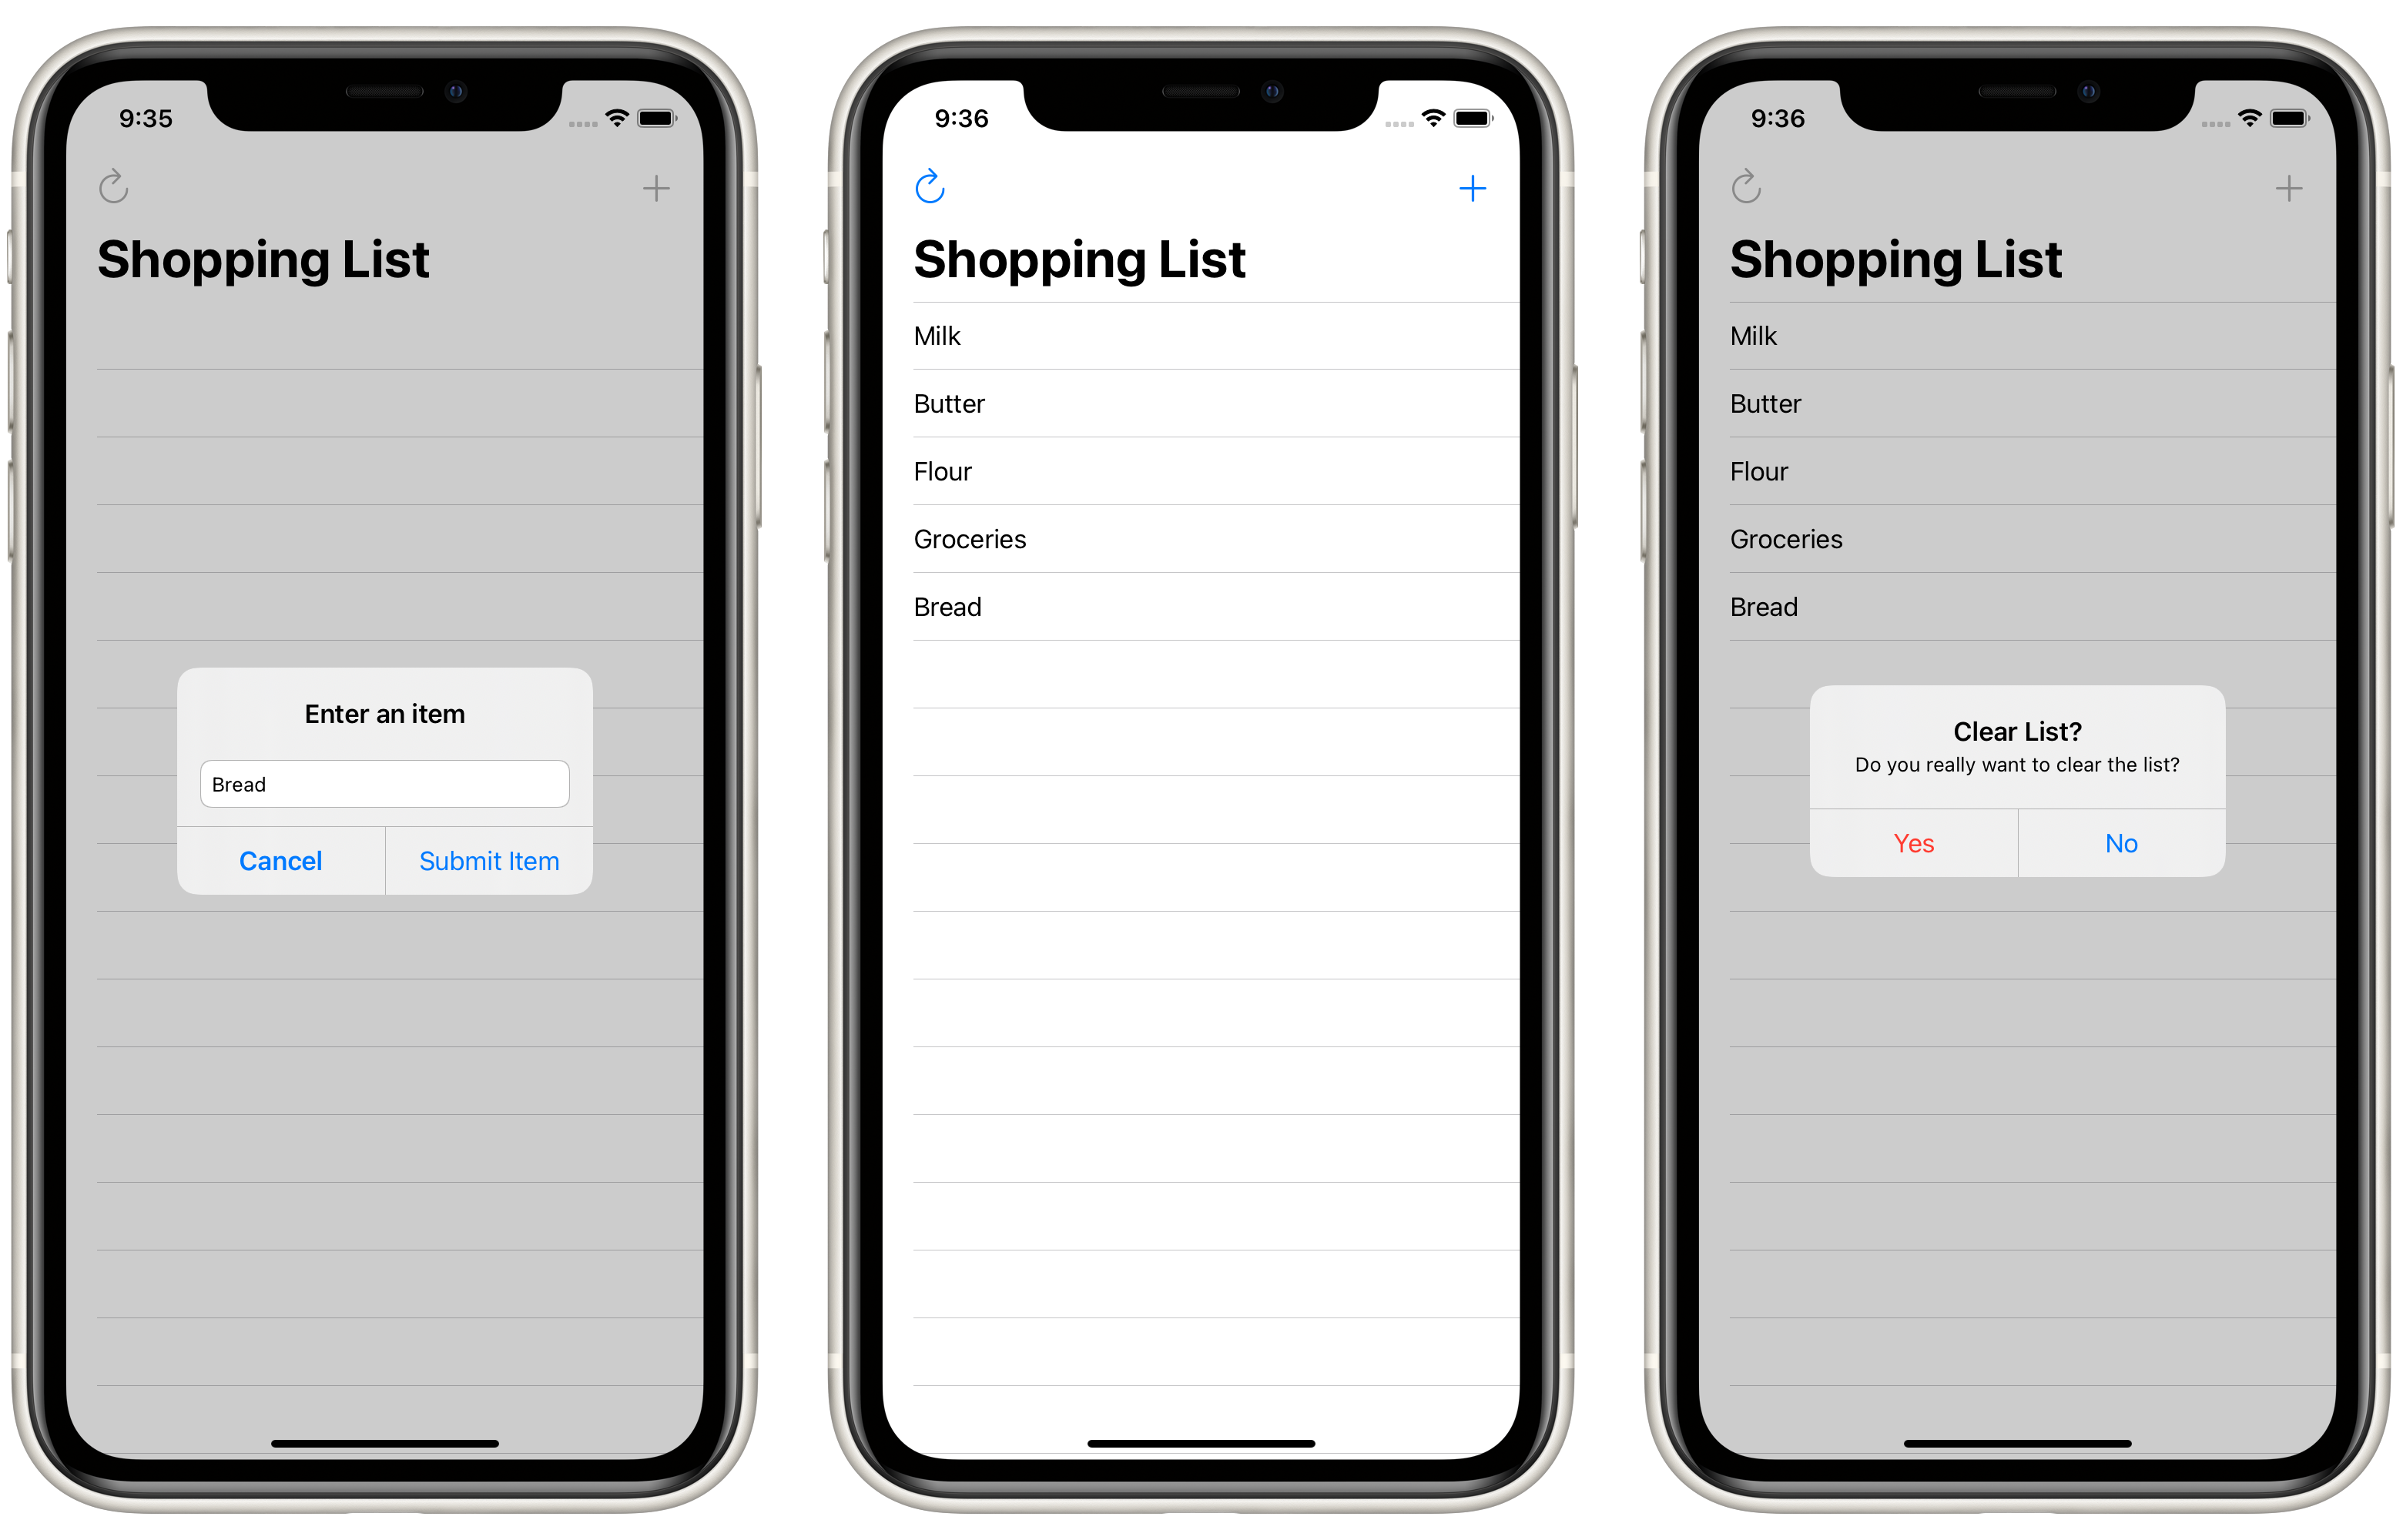 9:35
Shopping List
Enter an item
Bread
Cancel
Submit Item
9:36
Shopping List
Milk
Butter
Flour
Groceries
Bread
9:36
Shopping List
Milk
Butter
Flour
Groceries
Bread
Clear List?
Do you really want to clear the list?
Yes
No